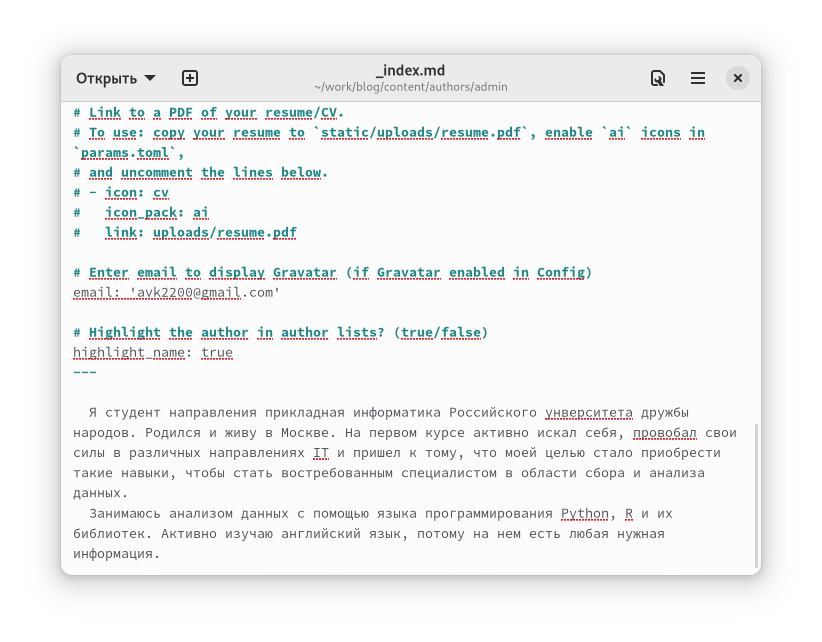 Открыть
_index.md
~/work/blog/content/authors/admin
# Link to a PDF of your resume/CV.
# To use: copy your resume to `static/uploads/resume.pdf`, enable `ai` icons in
`params.toml`,
# and uncomment the lines below.
# - icon: cv
#   icon_pack: ai
#   link: uploads/resume.pdf
# Enter email to display Gravatar (if Gravatar enabled in Config)
email: 'avk2200@gmail.com'
# Highlight the author in author lists? (true/false)
highlight_name: true
---
Я студент направления прикладная информатика Российского унверситета дружбы
народов. Родился и живу в Москве. На первом курсе активно искал себя, провобал свои
силы в различных направлениях IT и пришел к тому, что моей целью стало приобрести
такие навыки, чтобы стать востребованным специалистом в области сбора и анализа
данных.
Занимаюсь анализом данных с помощью языка программирования Python, R и их
библиотек. Активно изучаю английский язык, потому на нем есть любая нужная
информация.